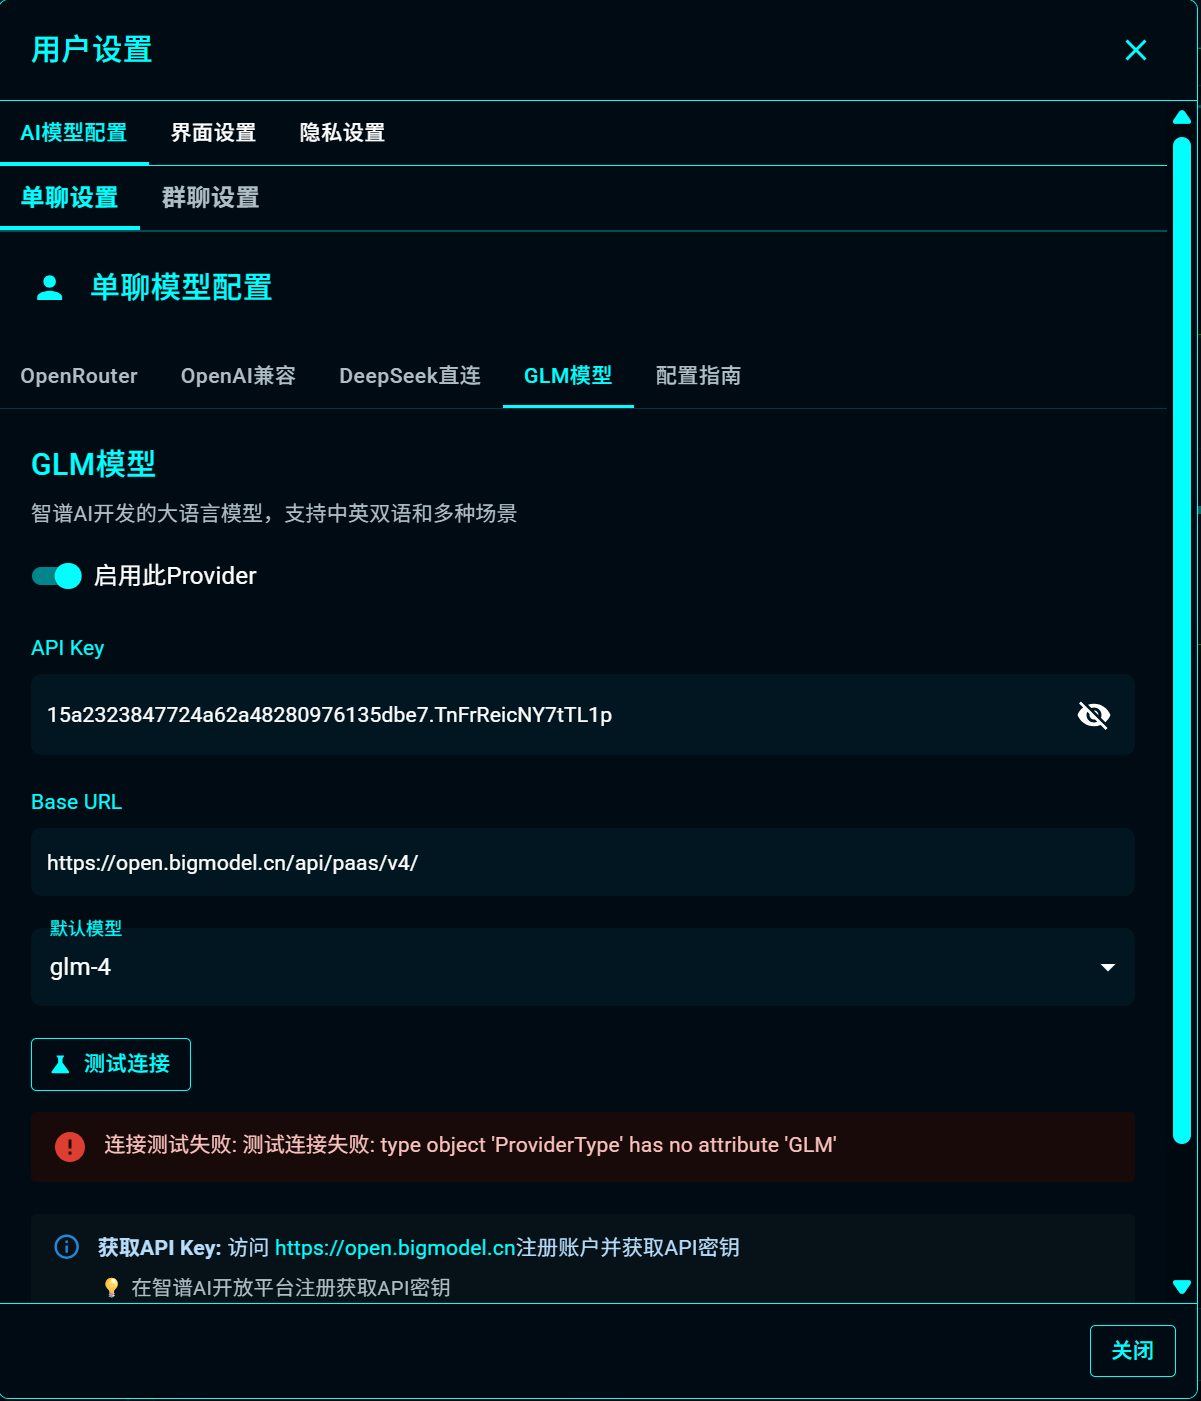 用户设置
AI模型配置 界面设置 隐私设置
单聊设置 群聊设置
单聊模型配置
OpenRouter OpenAI兼容 DeepSeek直连 GLM模型 配置指南
GLM模型
智谱AI开发的大语言模型，支持中英双语和多种场景
启用此Provider
API Key
15a2323847724a62a48280976135dbe7.TnFrReicNY7tTL1p
Base URL
https://open.bigmodel.cn/api/paas/v4/
默认模型
glm-4
测试连接
连接测试失败: 测试连接失败: type object 'ProviderType' has no attribute 'GLM'
获取API Key: 访问 https://open.bigmodel.cn注册账户并获取API密钥
💡 在智谱AI开放平台注册获取API密钥
关闭